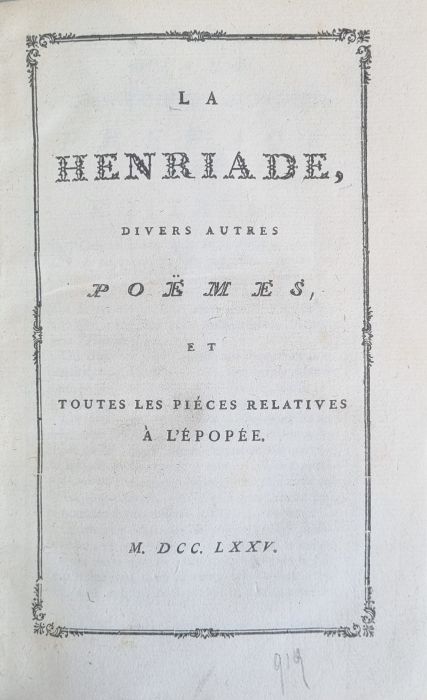 LA
HENRIADE,
DIVERS AUTRES
POËMES,
ET
TOUTES LES PIÉCES RELATIVES
À L'ÉPOPÉE.
M. DCC. LXXV.